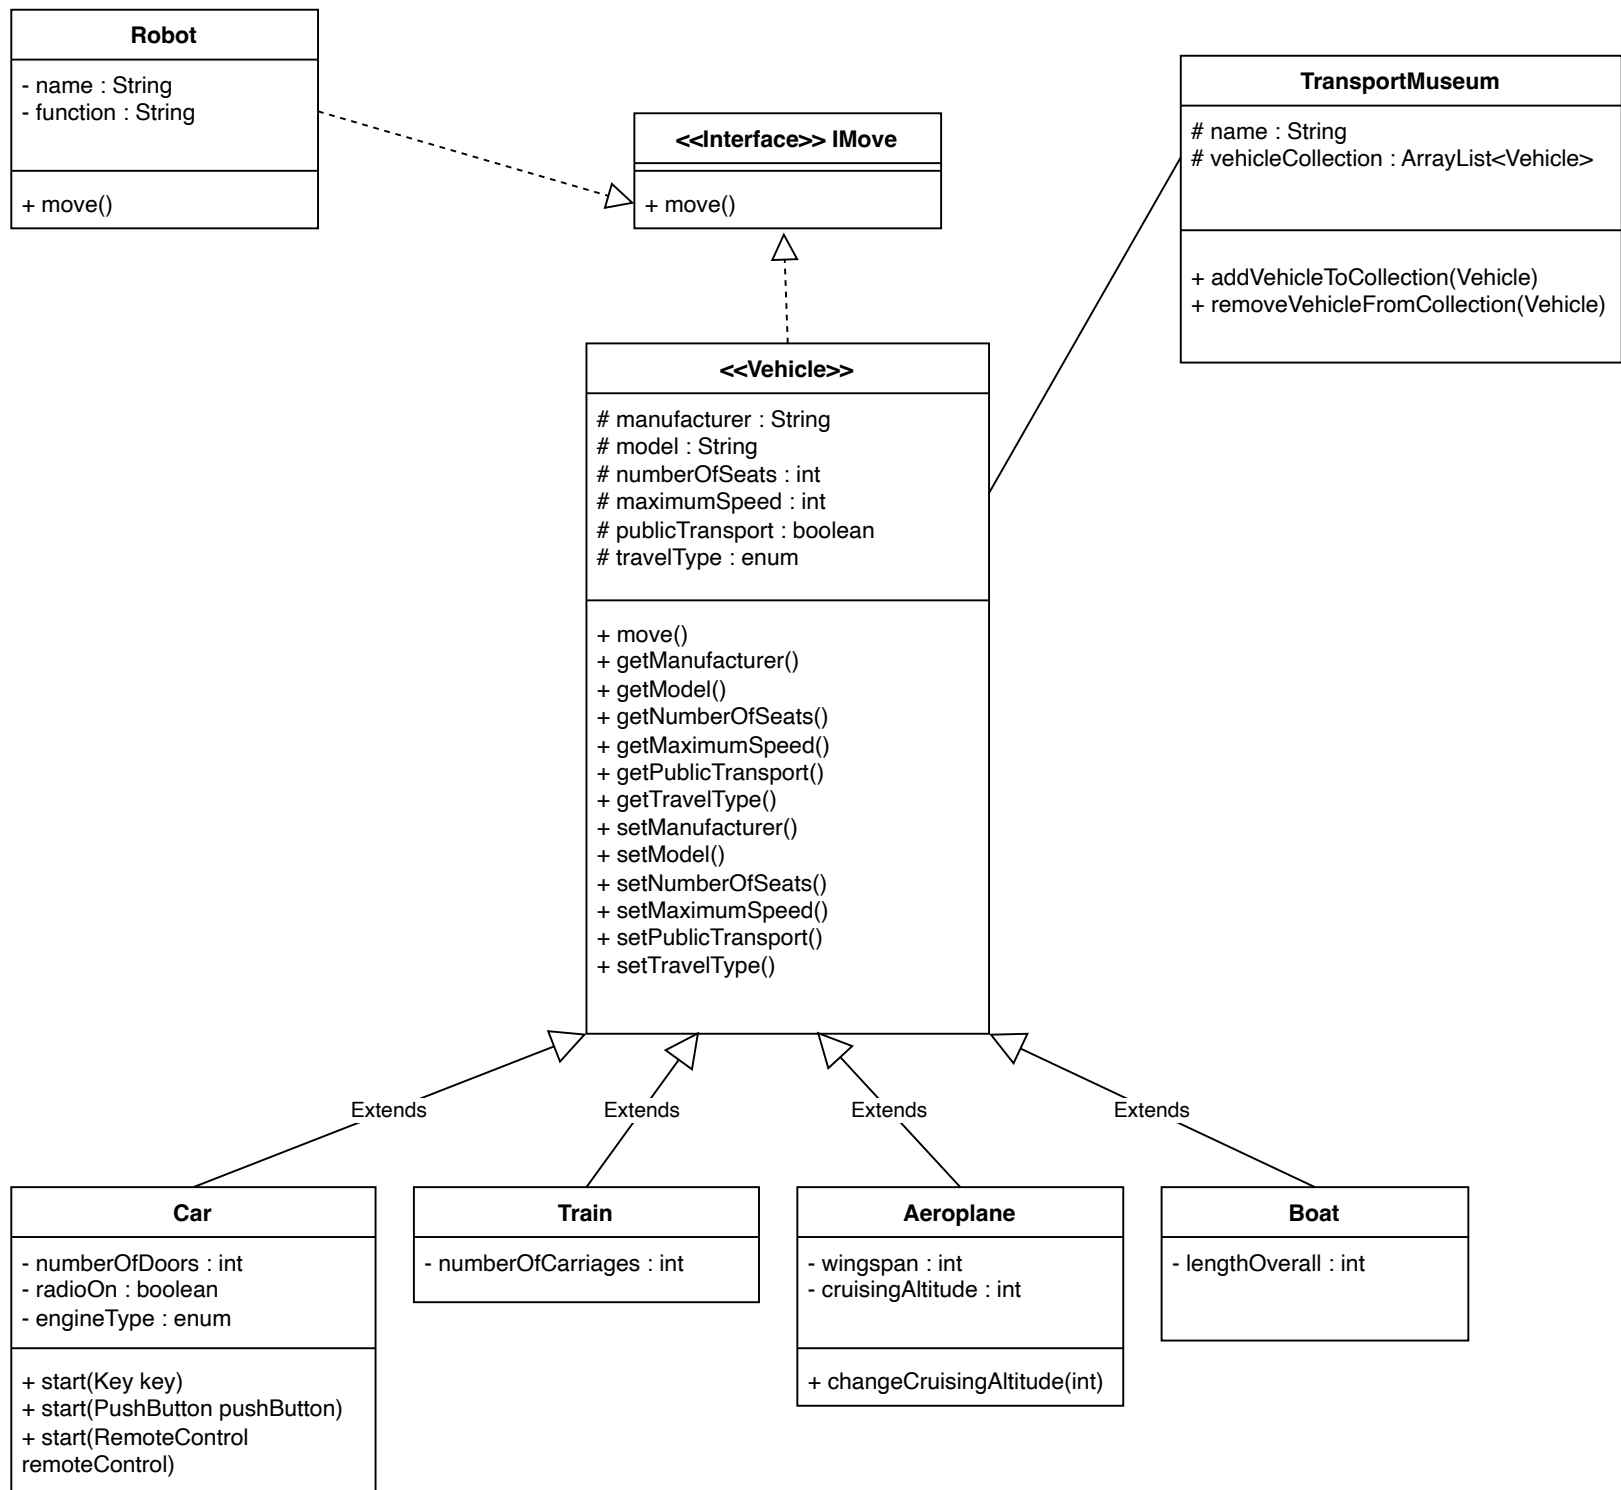 Robot
- name : String
- function : String
+ move()
<<Interface>> IMove
+ move()
TransportMuseum
# name : String
# vehicleCollection : ArrayList<Vehicle>
+ addVehicleToCollection(Vehicle)
+ removeVehicleFromCollection(Vehicle)
<<Vehicle>>
# manufacturer : String
# model : String
# numberOfSeats : int
# maximumSpeed : int
# publicTransport : boolean
# travelType : enum
+ move()
+ getManufacturer()
+ getModel()
+ getNumberOfSeats()
+ getMaximumSpeed()
+ getPublicTransport()
+ getTravelType()
+ setManufacturer()
+ setModel()
+ setNumberOfSeats()
+ setMaximumSpeed()
+ setPublicTransport()
+ setTravelType()
Extends
Extends
Extends
Extends
Car
- numberOfDoors : int
- radioOn : boolean
- engineType : enum
+ start(Key key)
+ start(PushButton pushButton)
+ start(RemoteControl
remoteControl)
Train
- numberOfCarriages : int
Aeroplane
- wingspan : int
- cruisingAltitude : int
+ changeCruisingAltitude(int)
Boat
- lengthOverall : int